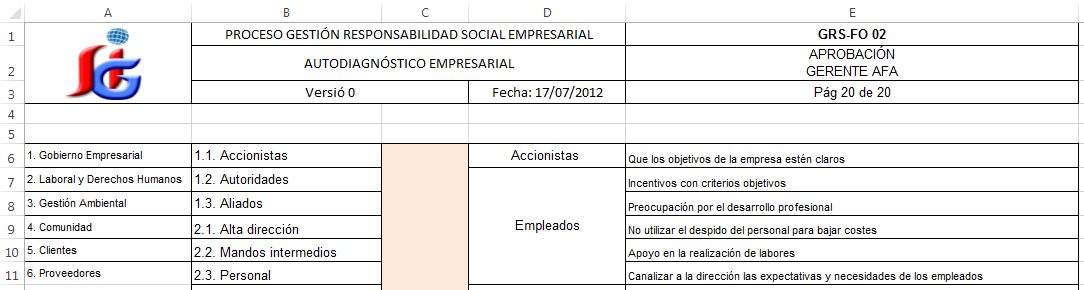 A B C D E
1 PROCESO GESTIÓN RESPONSABILIDAD SOCIAL EMPRESARIAL GRS-FO 02
2 AUTODIAGNÓSTICO EMPRESARIAL APROBACIÓN
GERENTE AFA
3 Versió 0 Fecha: 17/07/2012 Pág 20 de 20
4
5
6 1. Gobierno Empresarial 1.1. Accionistas Accionistas Que los objetivos de la empresa estén claros
7 2. Laboral y Derechos Humanos 1.2. Autoridades Incentivos con criterios objetivos
8 3. Gestión Ambiental 1.3. Aliados Preocupación por el desarrollo profesional
9 4. Comunidad 2.1. Alta dirección Empleados No utilizar el despido del personal para bajar costes
10 5. Clientes 2.2. Mandos intermedios Apoyo en la realización de labores
11 6. Proveedores 2.3. Personal Canalizar a la dirección las expectativas y necesidades de los empleados